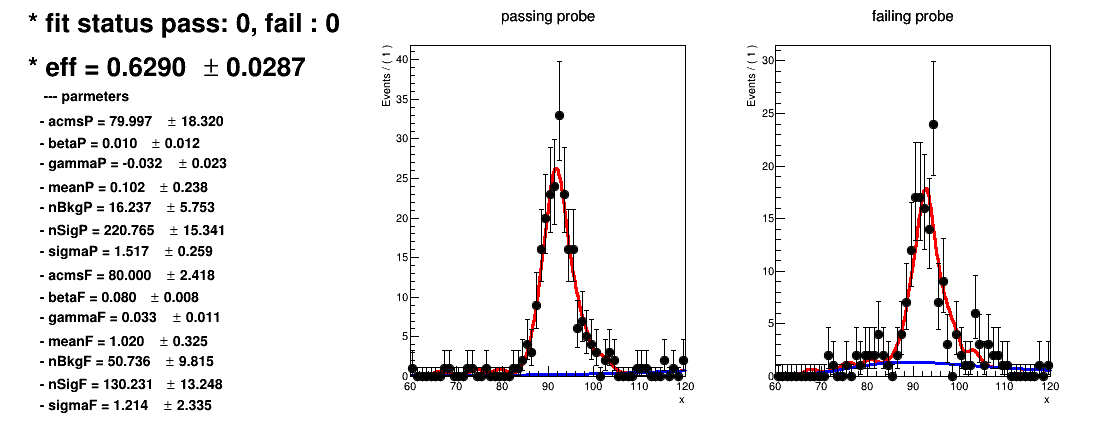 * fit status pass: 0, fail : 0
* eff = 0.6290 ± 0.0287
--- parmeters
- acmsP = 79.997 ± 18.320
- betaP = 0.010 ± 0.012
- gammaP = -0.032 ± 0.023
- meanP = 0.102 ± 0.238
- nBkgP = 16.237 ± 5.753
- nSigP = 220.765 ± 15.341
- sigmaP = 1.517 ± 0.259
- acmsF = 80.000 ± 2.418
- betaF = 0.080 ± 0.008
- gammaF = 0.033 ± 0.011
- meanF = 1.020 ± 0.325
- nBkgF = 50.736 ± 9.815
- nSigF = 130.231 ± 13.248
- sigmaF = 1.214 ± 2.335
passing probe
Events / ( 1 )
40
35
30
25
20
15
10
5
0
60 70 80 90 100 110 120
x
failing probe
Events / ( 1 )
30
25
20
15
10
5
0
60 70 80 90 100 110 120
x